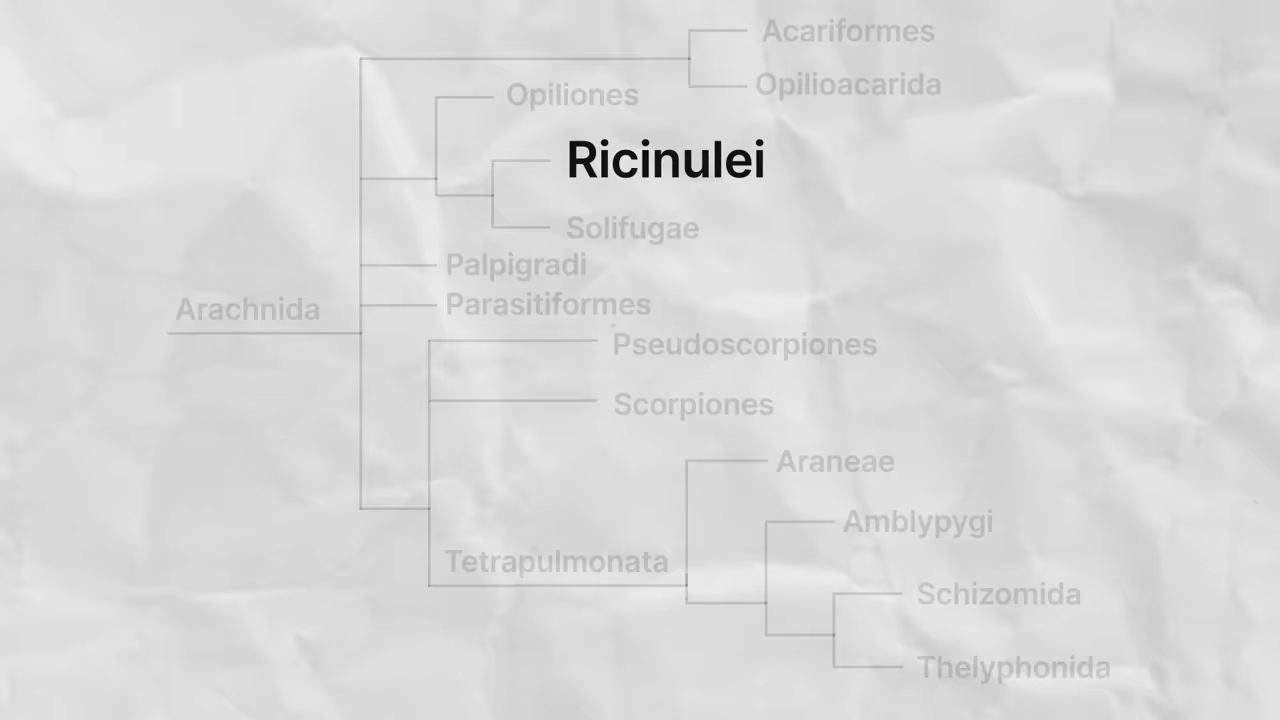 Acariformes
Opilioacarida
Opiliones
Ricinulei
Solifugae
Palpigradi
Arachnida
Parasitiformes
Pseudoscorpiones
Scorpiones
Araneae
Amblypygi
Tetrapulmonata
Schizomida
Thelyphonida